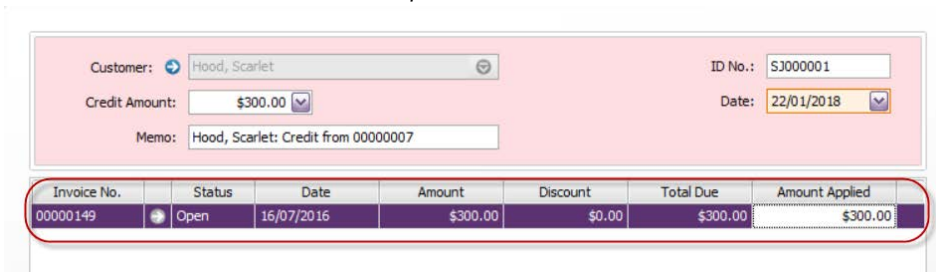 Customer: Hood, Scarlet ID No.: SJ000001
Credit Amount: $300.00 Date: 22/01/2018
Memo: Hood, Scarlet: Credit from 00000007
Invoice No. Status Date Amount Discount Total Due Amount Applied
00000149 Open 16/07/2016 $300.00 $0.00 $300.00 $300.00